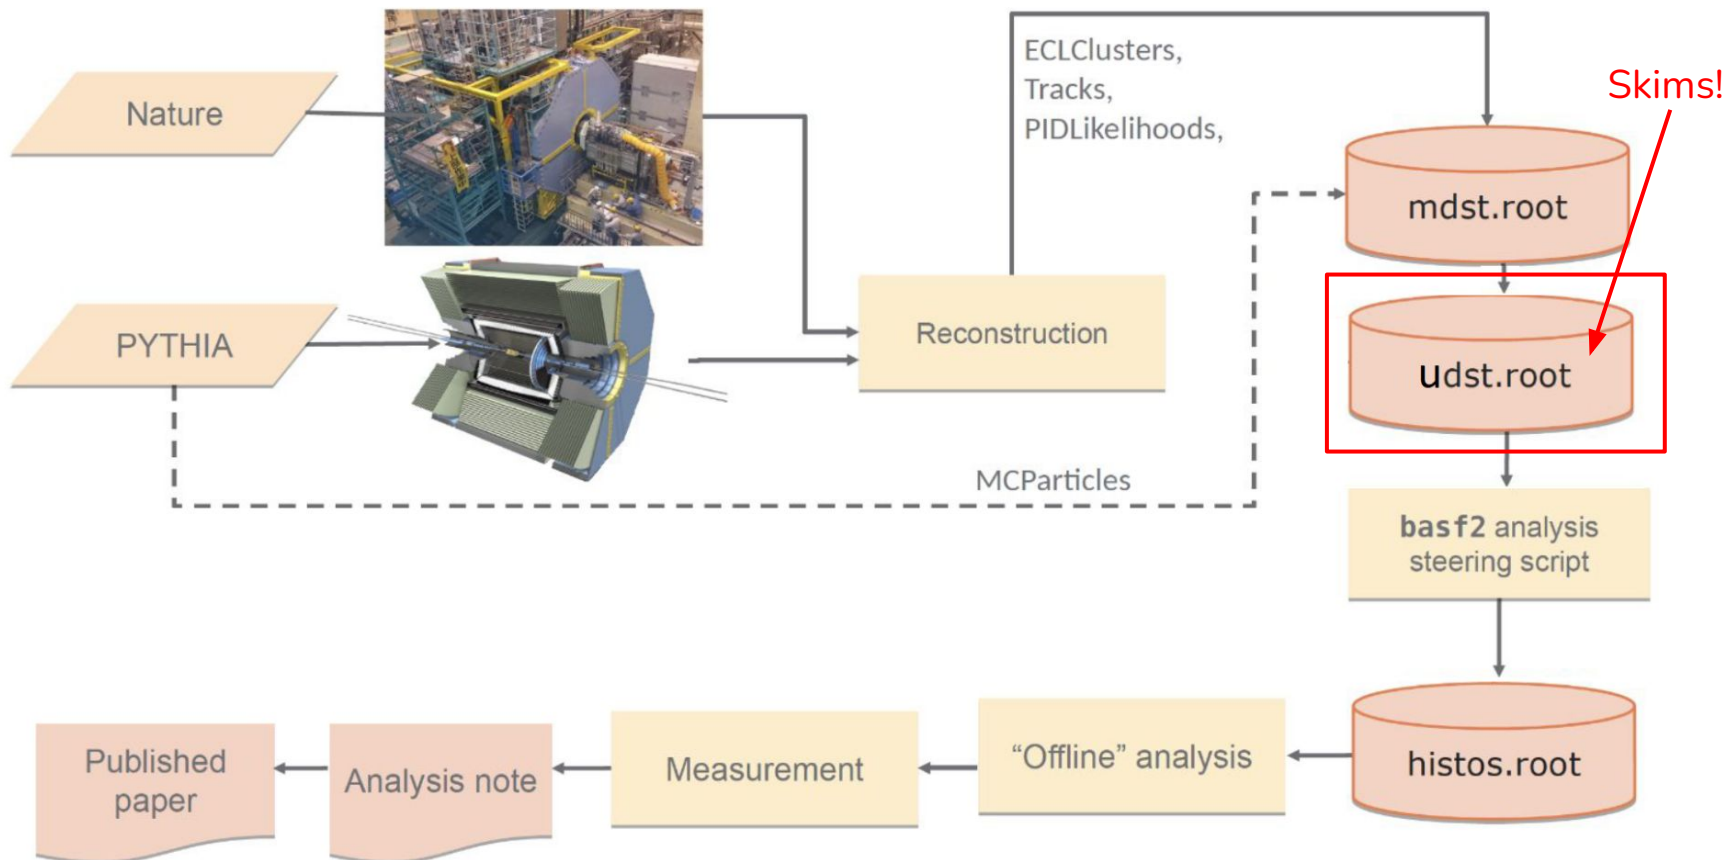 Nature
PYTHIA
ECLClusters,
Tracks,
PIDLikelihoods,
Skims!
mdst.root
Reconstruction
udst.root
MCParticles
basf2 analysis
steering script
histos.root
“Offline” analysis
Measurement
Analysis note
Published
paper